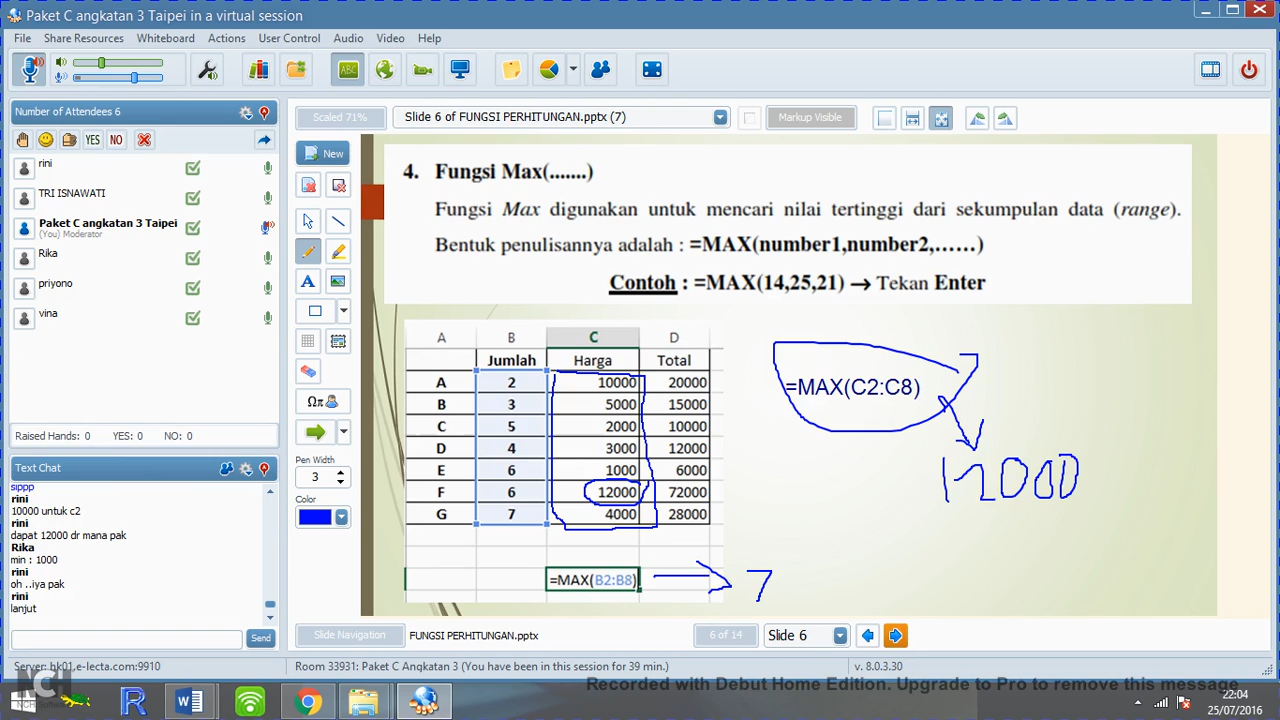 Paket C angkatan 3 Taipei in a virtual session
File Share Resources Whiteboard Actions User Control Audio Video Help
ABC
Number of Attendees 6
YES NO
rini
TRI ISNAWATI
Paket C angkatan 3 Taipei
(You) Moderator
Rika
priyono
vina
Raised Hands: 0 YES: 0 NO: 0
Text Chat
sippp
rini
10000 untuk c2
rini
dapat 12000 dr mana pak
Rika
min : 1000
rini
oh ..iya pak
rini
lanjut
Send
Scaled 71% Slide 6 of FUNGSI PERHITUNGAN.pptx (7) Markup Visible
New
A
Ωπ
Pen Width
3
Color
4. Fungsi Max(.......)
Fungsi Max digunakan untuk mencari nilai tertinggi dari sekumpulan data (range).
Bentuk penulisannya adalah : =MAX(number1,number2,……)
Contoh : =MAX(14,25,21) → Tekan Enter
A B C D
Jumlah Harga Total
A 2 10000 20000
B 3 5000 15000
C 5 2000 10000
D 4 3000 12000
E 6 1000 6000
F 6 12000 72000
G 7 4000 28000
=MAX(B2:B8) 7
=MAX(C2:C8)
12000
Slide Navigation FUNGSI PERHITUNGAN.pptx 6 of 14 Slide 6
Server: bk01.e-lecta.com:9910 Room 33931: Paket C Angkatan 3 (You have been in this session for 39 min.) v. 8.0.3.30
Recorded with Debut Home Edition. Upgrade to Pro to remove this message
NCH
NCH Software
22:04
25/07/2016